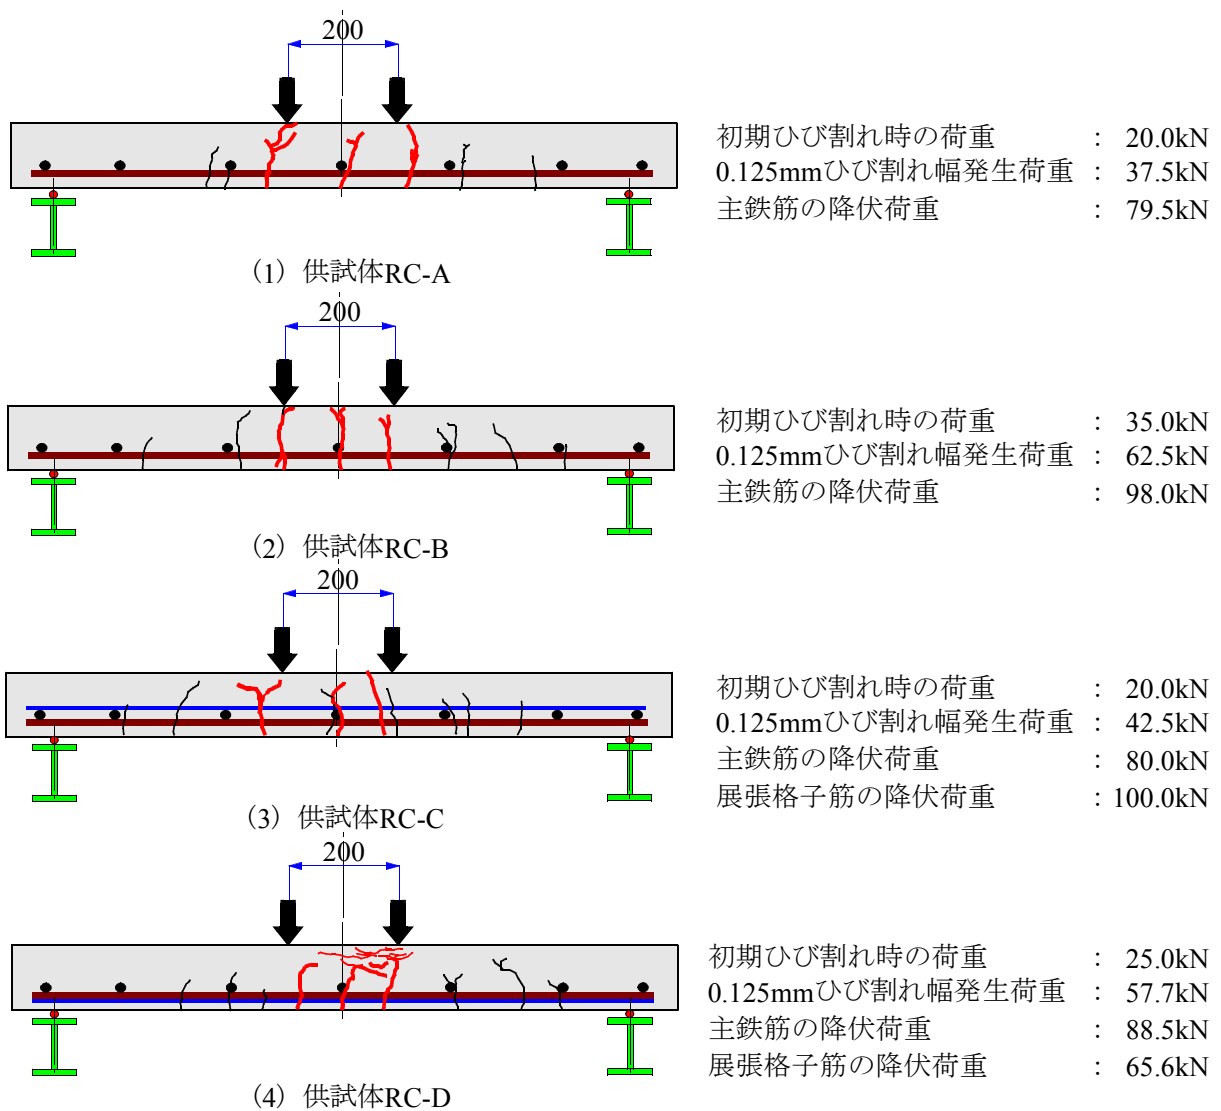 200
初期ひび割れ時の荷重 : 20.0kN
0.125mmひび割れ幅発生荷重 : 37.5kN
主鉄筋の降伏荷重 : 79.5kN
(1) 供試体RC-A
200
初期ひび割れ時の荷重 : 35.0kN
0.125mmひび割れ幅発生荷重 : 62.5kN
主鉄筋の降伏荷重 : 98.0kN
(2) 供試体RC-B
200
初期ひび割れ時の荷重 : 20.0kN
0.125mmひび割れ幅発生荷重 : 42.5kN
主鉄筋の降伏荷重 : 80.0kN
展張格子筋の降伏荷重 : 100.0kN
(3) 供試体RC-C
200
初期ひび割れ時の荷重 : 25.0kN
0.125mmひび割れ幅発生荷重 : 57.7kN
主鉄筋の降伏荷重 : 88.5kN
展張格子筋の降伏荷重 : 65.6kN
(4) 供試体RC-D